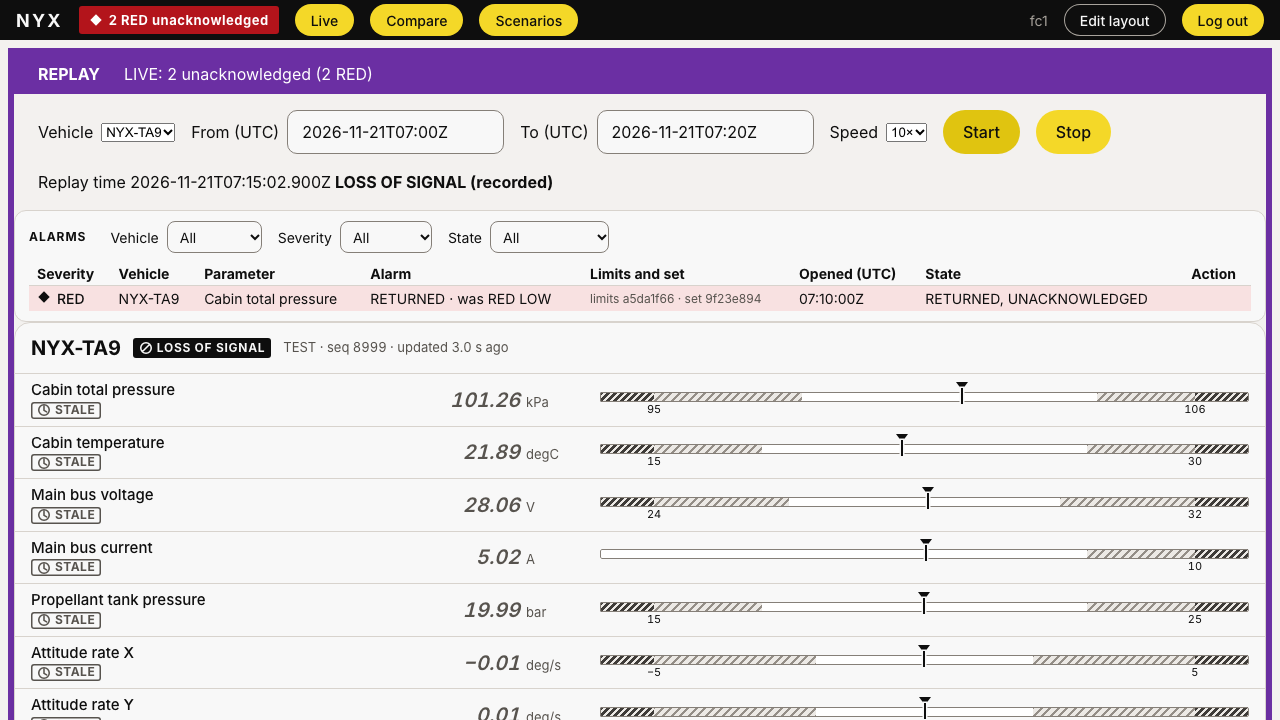 NYX 2 RED unacknowledged Live Compare Scenarios fc1 Edit layout Log out
REPLAY LIVE: 2 unacknowledged (2 RED)
Vehicle NYX-TA9 From (UTC) 2026-11-21T07:00Z To (UTC) 2026-11-21T07:20Z Speed 10× Start Stop
Replay time 2026-11-21T07:15:02.900Z LOSS OF SIGNAL (recorded)
ALARMS Vehicle All Severity All State All
Severity Vehicle Parameter Alarm Limits and set Opened (UTC) State Action
RED NYX-TA9 Cabin total pressure RETURNED · was RED LOW limits a5da1f66 · set 9f23e894 07:10:00Z RETURNED, UNACKNOWLEDGED
NYX-TA9 LOSS OF SIGNAL TEST · seq 8999 · updated 3.0 s ago
Cabin total pressure 101.26 kPa
STALE 95 106
Cabin temperature 21.89 degC
STALE 15 30
Main bus voltage 28.06 V
STALE 24 32
Main bus current 5.02 A
STALE 10
Propellant tank pressure 19.99 bar
STALE 15 25
Attitude rate X −0.01 deg/s
STALE −5 5
Attitude rate Y 0.01 deg/s